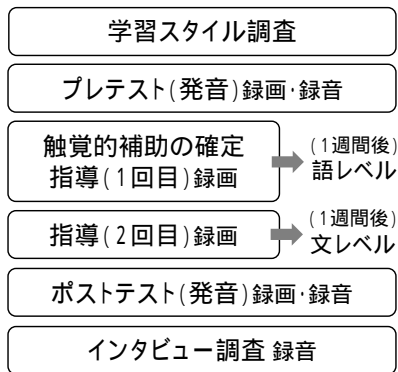 学習スタイル調査
プレテスト(発音)録画・録音
触覚的補助の確定
指導(1回目)録画
(1週間後)
語レベル
指導(2回目)録画
(1週間後)
文レベル
ポストテスト(発音)録画・録音
インタビュー調査 録音